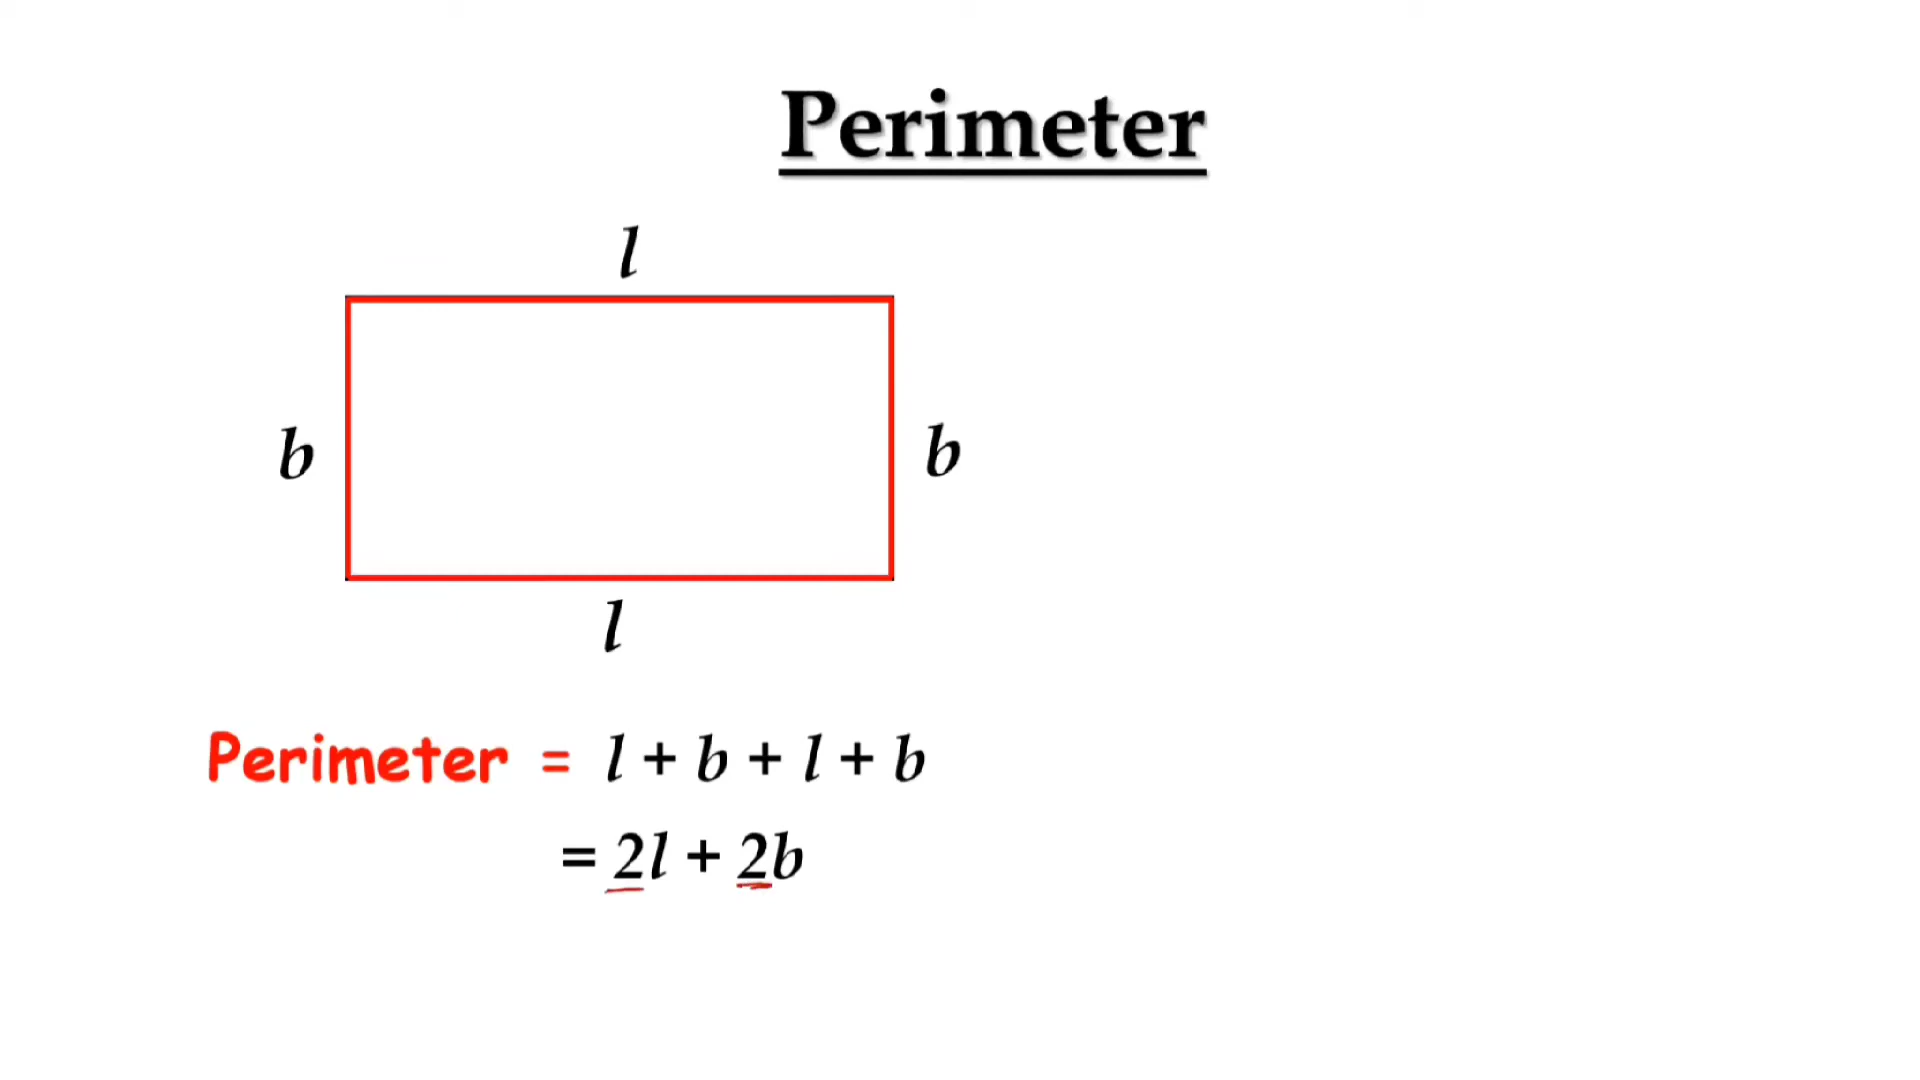 Perimeter
l
b b
l
Perimeter = l + b + l + b
= 2l + 2b